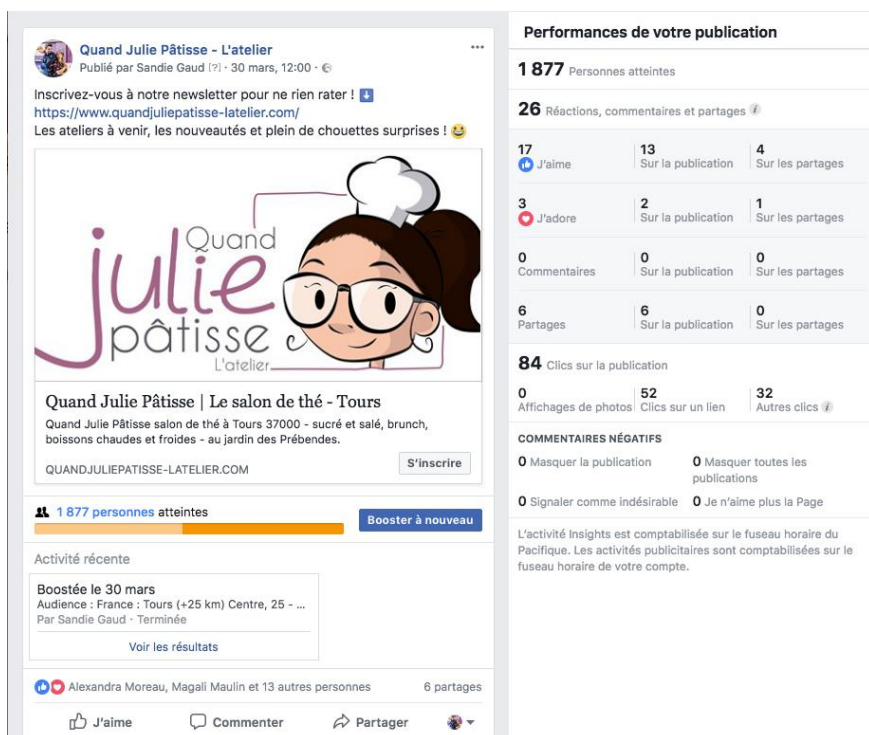 Quand Julie Pâtisse - L'atelier
Publié par Sandie Gaud [?] · 30 mars, 12:00 ·
Inscrivez-vous à notre newsletter pour ne rien rater !
https://www.quandjuliepatisse-latelier.com/
Les ateliers à venir, les nouveautés et plein de chouettes surprises !
Quand
julie
pâtisse
L'atelier
Quand Julie Pâtisse | Le salon de thé - Tours
Quand Julie Pâtisse salon de thé à Tours 37000 - sucré et salé, brunch,
boissons chaudes et froides - au jardin des Prébendes.
QUANDJULIEPATISSE-LATELIER.COM
S'inscrire
1 877 personnes atteintes
Booster à nouveau
Activité récente
Boostée le 30 mars
Audience : France : Tours (+25 km) Centre, 25 - ...
Par Sandie Gaud · Terminée
Voir les résultats
Alexandra Moreau, Magali Maulin et 13 autres personnes
6 partages
J'aime
Commenter
Partager
Performances de votre publication
1 877 Personnes atteintes
26 Réactions, commentaires et partages
17
J'aime
13
Sur la publication
4
Sur les partages
3
J'adore
2
Sur la publication
1
Sur les partages
0
Commentaires
0
Sur la publication
0
Sur les partages
6
Partages
6
Sur la publication
0
Sur les partages
84 Clics sur la publication
0
Affichages de photos
52
Clics sur un lien
32
Autres clics
COMMENTAIRES NÉGATIFS
0 Masquer la publication
0 Masquer toutes les
publications
0 Signaler comme indésirable
0 Je n'aime plus la Page
L'activité Insights est comptabilisée sur le fuseau horaire du
Pacifique. Les activités publicitaires sont comptabilisées sur le
fuseau horaire de votre compte.